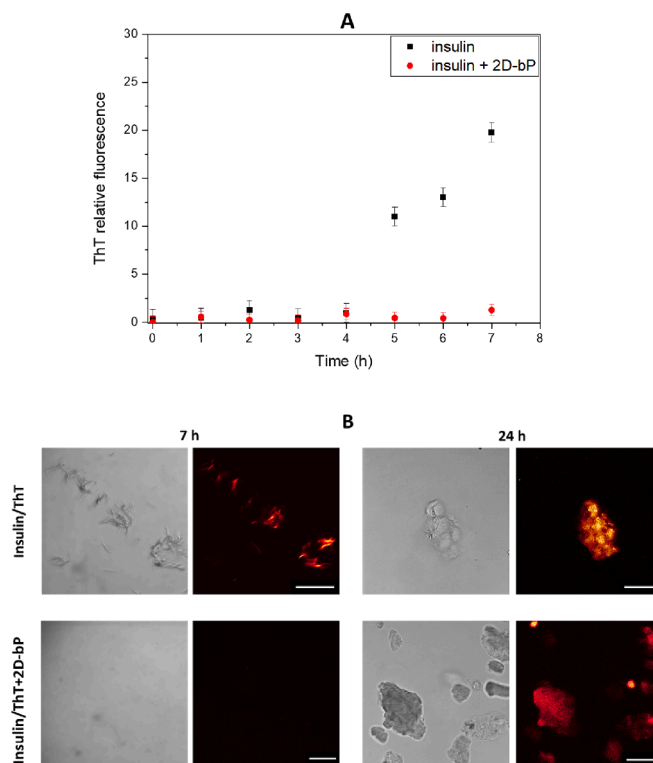 A
30
25
20
15
10
5
0
ThT relative fluorescence
insulin
insulin + 2D-bP
0 1 2 3 4 5 6 7 8
Time (h)
B
7 h 24 h
Insulin/ThT
Insulin/ThT+2D-bP